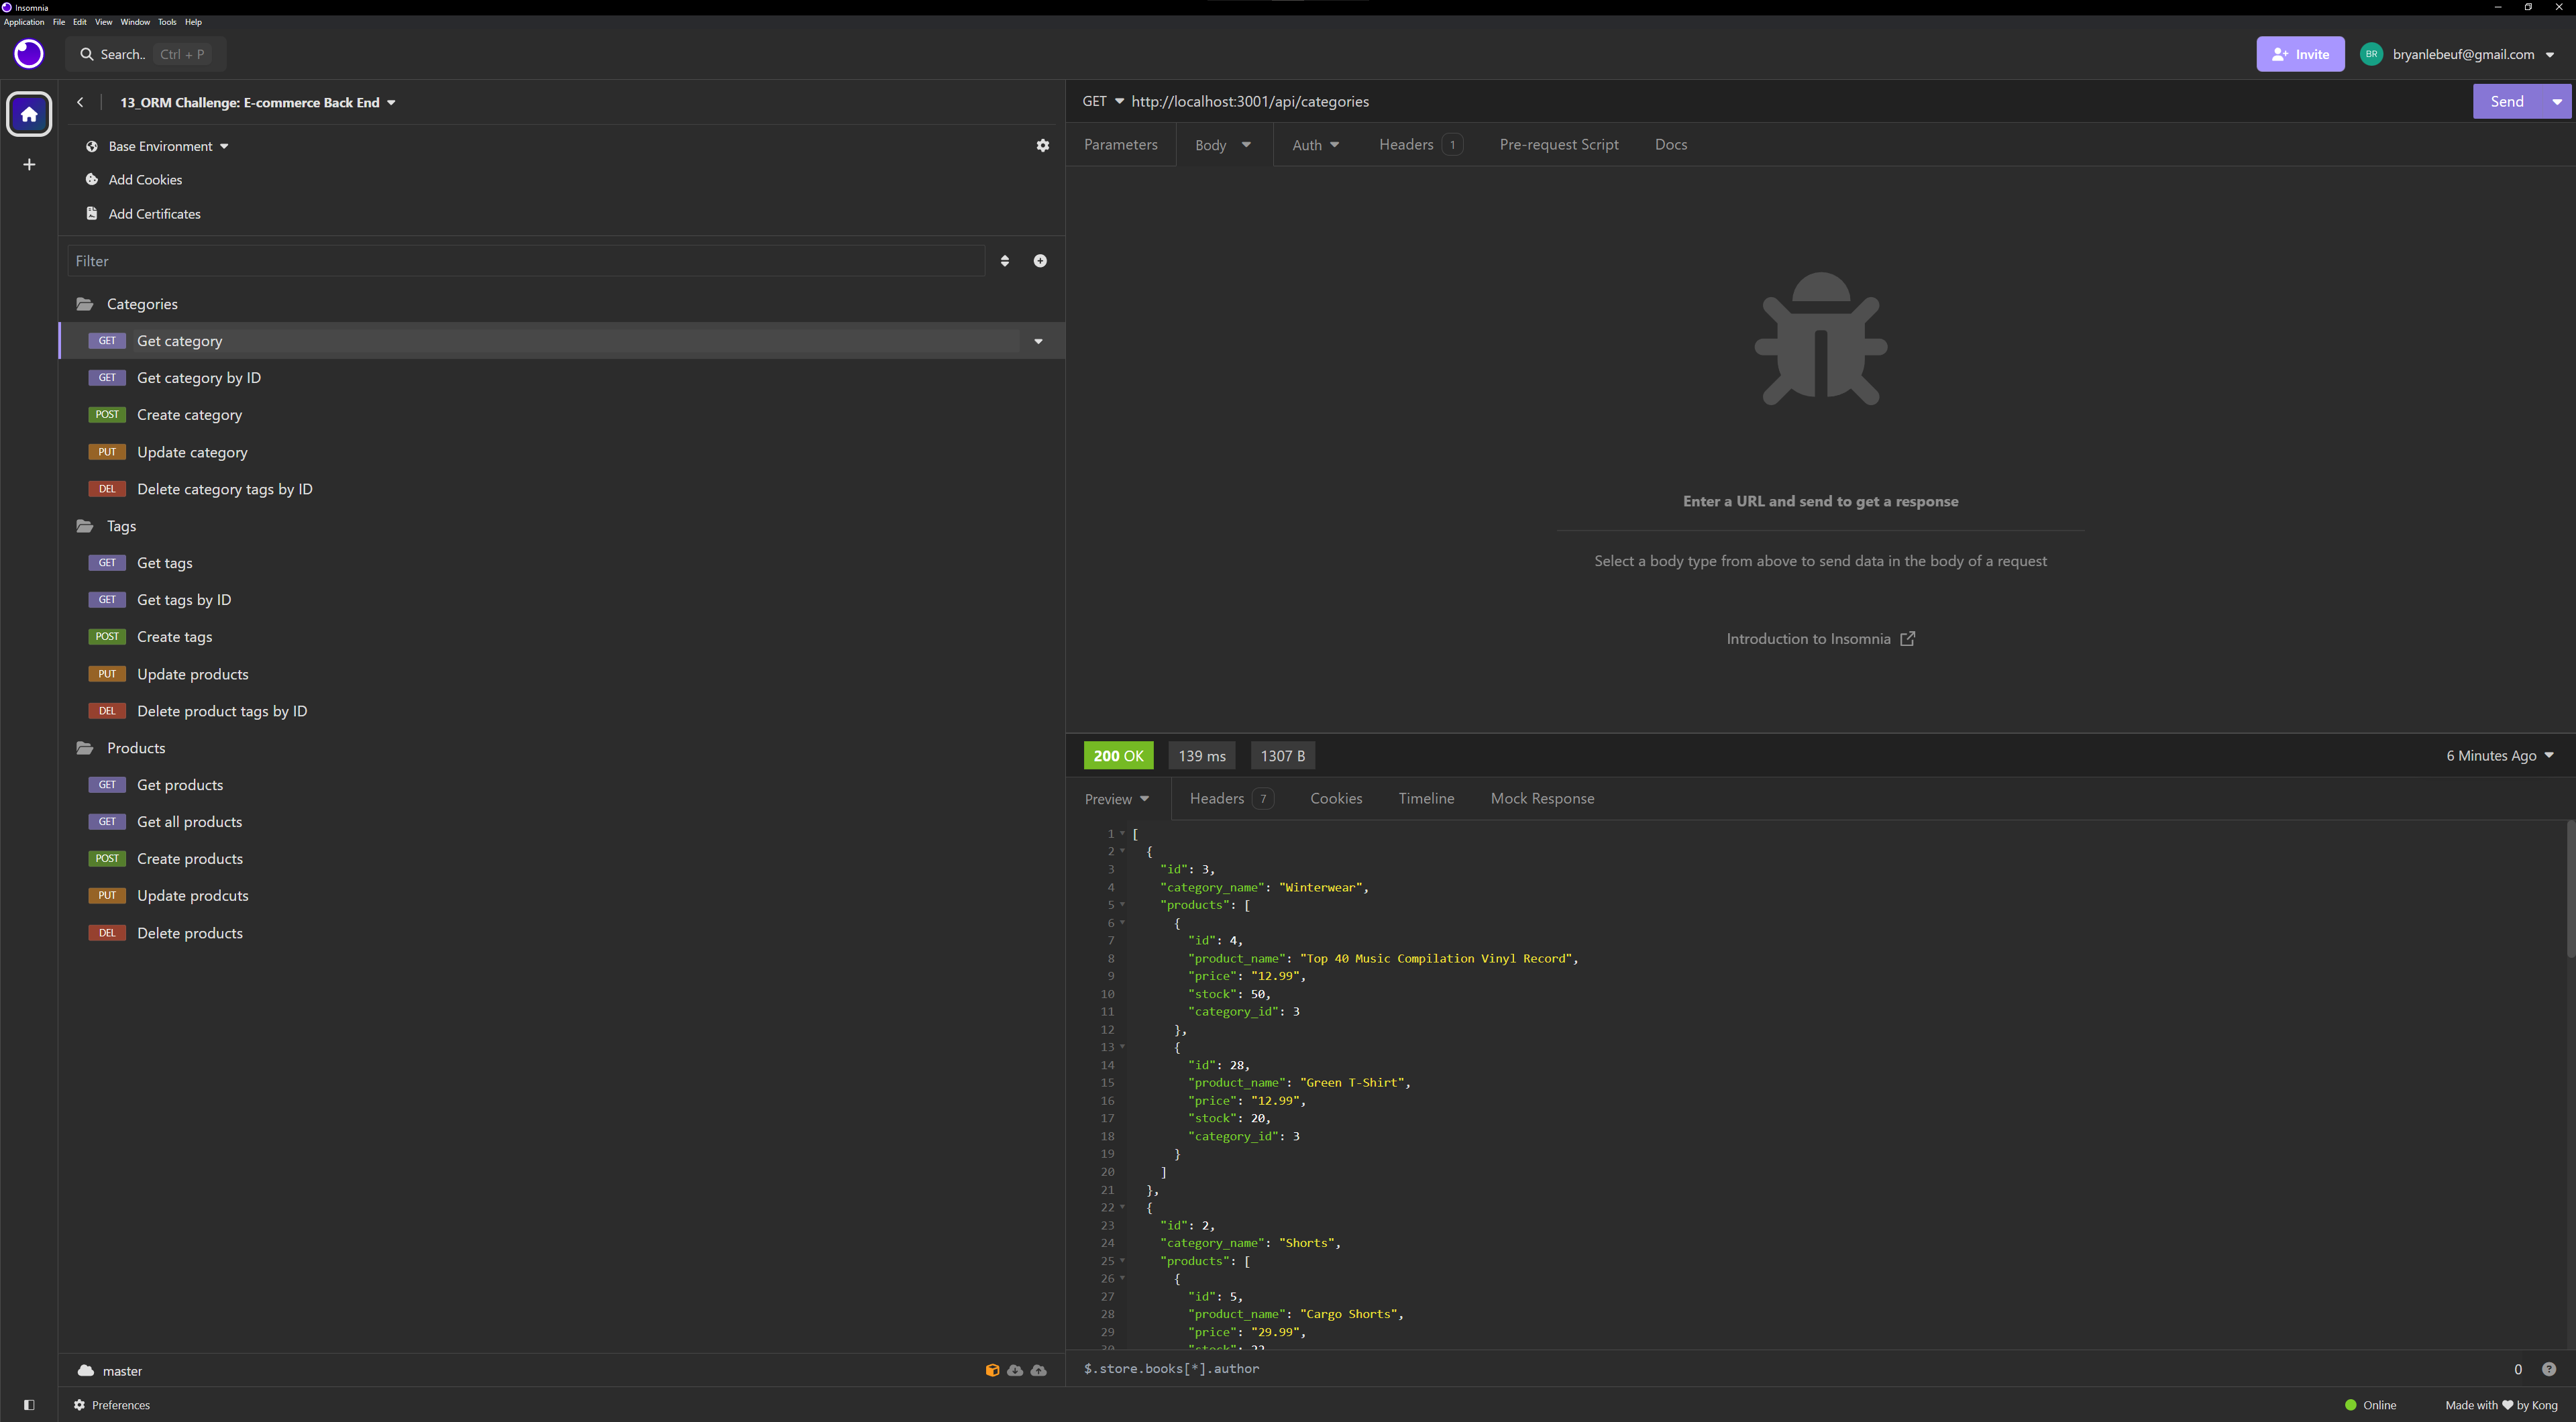 Insomnia
Application File Edit View Window Tools Help
Search.. Ctrl + P
Invite
BR
bryanlebeuf@gmail.com
13_ORM Challenge: E-commerce Back End
Base Environment
Add Cookies
Add Certificates
Filter
Categories
GET Get category
GET Get category by ID
POST Create category
PUT Update category
DEL Delete category tags by ID
Tags
GET Get tags
GET Get tags by ID
POST Create tags
PUT Update products
DEL Delete product tags by ID
Products
GET Get products
GET Get all products
POST Create products
PUT Update prodcuts
DEL Delete products
master
Preferences
GET http://localhost:3001/api/categories
Send
Parameters Body Auth Headers 1 Pre-request Script Docs
Enter a URL and send to get a response
Select a body type from above to send data in the body of a request
Introduction to Insomnia
200 OK 139 ms 1307 B
6 Minutes Ago
Preview Headers 7 Cookies Timeline Mock Response
1 [
2 {
3 "id": 3,
4 "category_name": "Winterwear",
5 "products": [
6 {
7 "id": 4,
8 "product_name": "Top 40 Music Compilation Vinyl Record",
9 "price": "12.99",
10 "stock": 50,
11 "category_id": 3
12 },
13 {
14 "id": 28,
15 "product_name": "Green T-Shirt",
16 "price": "12.99",
17 "stock": 20,
18 "category_id": 3
19 }
20 ]
21 },
22 {
23 "id": 2,
24 "category_name": "Shorts",
25 "products": [
26 {
27 "id": 5,
28 "product_name": "Cargo Shorts",
29 "price": "29.99",
30 "stock": 22,
$.store.books[*].author
0
Online
Made with ❤ by Kong